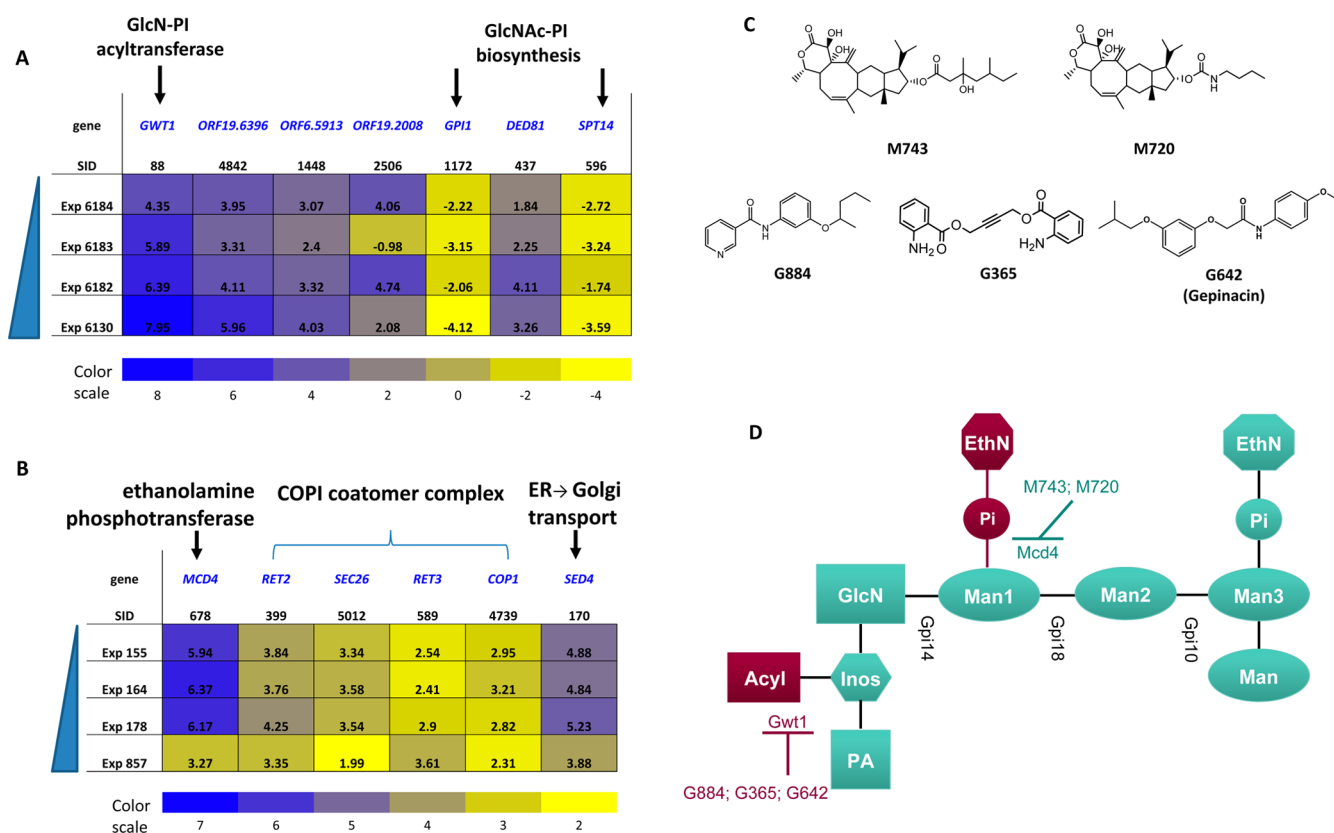 A
GlcN-PI
acyltransferase
GlcNAc-PI
biosynthesis
gene GWT1 ORF19.6396 ORF6.5913 ORF19.2008 GPI1 DED81 SPT14
SID 88 4842 1448 2506 1172 437 596
Exp 6184 4.35 3.95 3.07 4.06 -2.22 1.84 -2.72
Exp 6183 5.89 3.31 2.4 -0.98 -3.15 2.25 -3.24
Exp 6182 6.39 4.11 3.32 4.74 -2.06 4.11 -1.74
Exp 6130 7.95 5.96 4.03 2.08 -4.12 3.26 -3.59
Color
scale
8 6 4 2 0 -2 -4
B
ethanolamine
phosphotransferase
COPI coatomer complex
ER→ Golgi
transport
gene MCD4 RET2 SEC26 RET3 COP1 SED4
SID 678 399 5012 589 4739 170
Exp 155 5.94 3.84 3.34 2.54 2.95 4.88
Exp 164 6.37 3.76 3.58 2.41 3.21 4.84
Exp 178 6.17 4.25 3.54 2.9 2.82 5.23
Exp 857 3.27 3.35 1.99 3.61 2.31 3.88
Color
scale
7 6 5 4 3 2
C
O OH
O OH
O
O
OH
M743
O OH
O OH
O
O
N
H
M720
O
N
H
N
O
G884
O
O
NH2
O
O
H2N
G365
O
O
O
N
H
O
G642
(Gepinacin)
D
EthN
EthN
M743; M720
Pi
Pi
Mcd4
GlcN
Man1
Man2
Man3
Gpi14
Gpi18
Gpi10
Acyl
Inos
Man
Gwt1
PA
G884; G365; G642